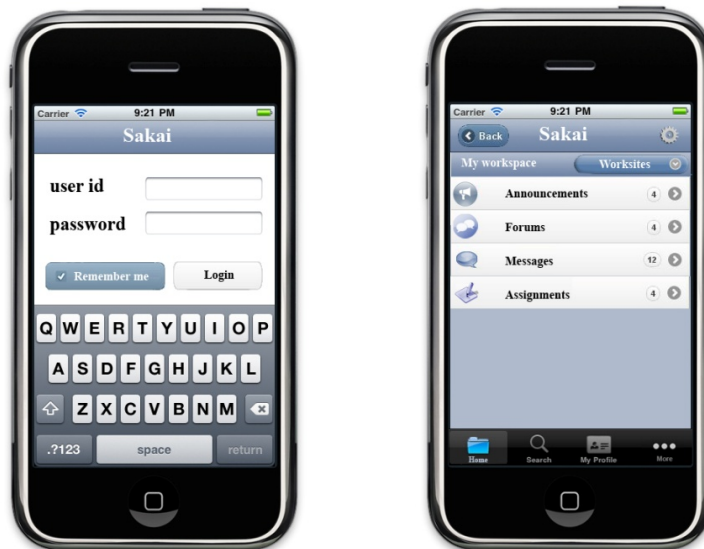 Carrier 9:21 PM
Sakai
user id
password
Remember me Login
Q W E R T Y U I O P
A S D F G H J K L
Z X C V B N M
.?123 space return
Carrier 9:21 PM
Back Sakai
My workspace Worksites
Announcements 4
Forums 4
Messages 12
Assignments 4
Home Search My Profile More